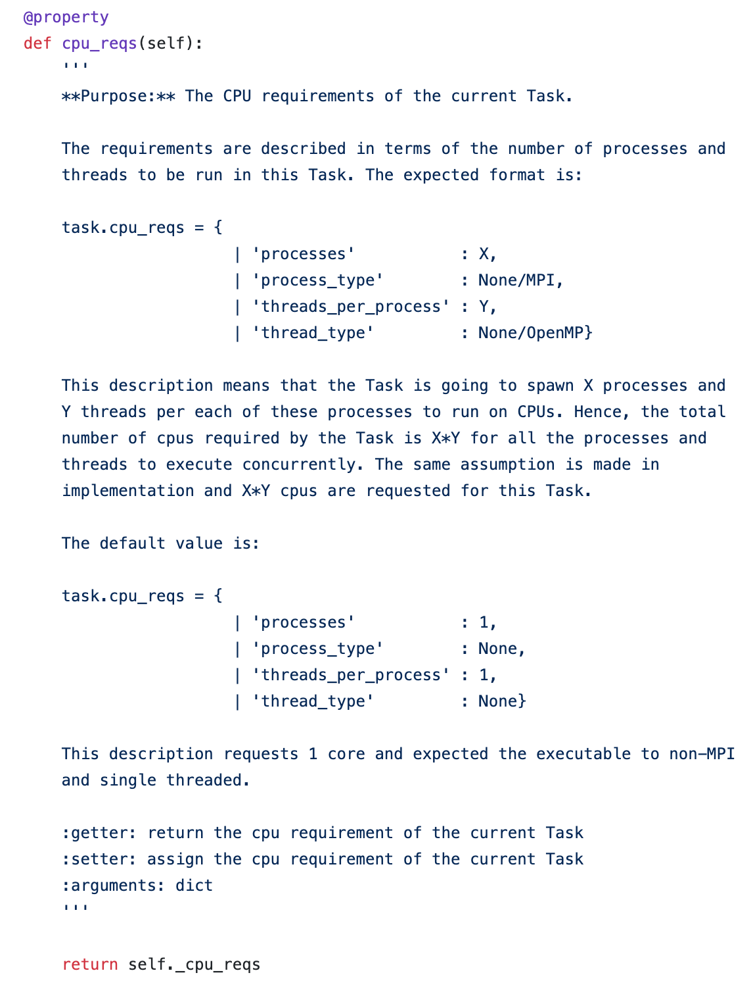 @property
def cpu_reqs(self):
    '''
    **Purpose:** The CPU requirements of the current Task.

    The requirements are described in terms of the number of processes and
    threads to be run in this Task. The expected format is:

    task.cpu_reqs = {
                      | 'processes'           : X,
                      | 'process_type'        : None/MPI,
                      | 'threads_per_process' : Y,
                      | 'thread_type'         : None/OpenMP}

    This description means that the Task is going to spawn X processes and
    Y threads per each of these processes to run on CPUs. Hence, the total
    number of cpus required by the Task is X*Y for all the processes and
    threads to execute concurrently. The same assumption is made in
    implementation and X*Y cpus are requested for this Task.

    The default value is:

    task.cpu_reqs = {
                      | 'processes'           : 1,
                      | 'process_type'        : None,
                      | 'threads_per_process' : 1,
                      | 'thread_type'         : None}

    This description requests 1 core and expected the executable to non-MPI
    and single threaded.

    :getter: return the cpu requirement of the current Task
    :setter: assign the cpu requirement of the current Task
    :arguments: dict
    '''

    return self._cpu_reqs